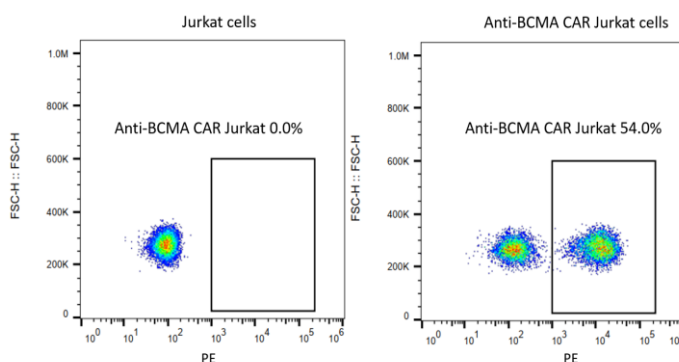 Jurkat cells
Anti-BCMA CAR Jurkat cells
1.0M
800K
600K
400K
200K
0
FSC-H :: FSC-H
Anti-BCMA CAR Jurkat 0.0%
10^0 10^1 10^2 10^3 10^4 10^5 10^6
PE
1.0M
800K
600K
400K
200K
0
FSC-H :: FSC-H
Anti-BCMA CAR Jurkat 54.0%
10^0 10^1 10^2 10^3 10^4 10^5
PE